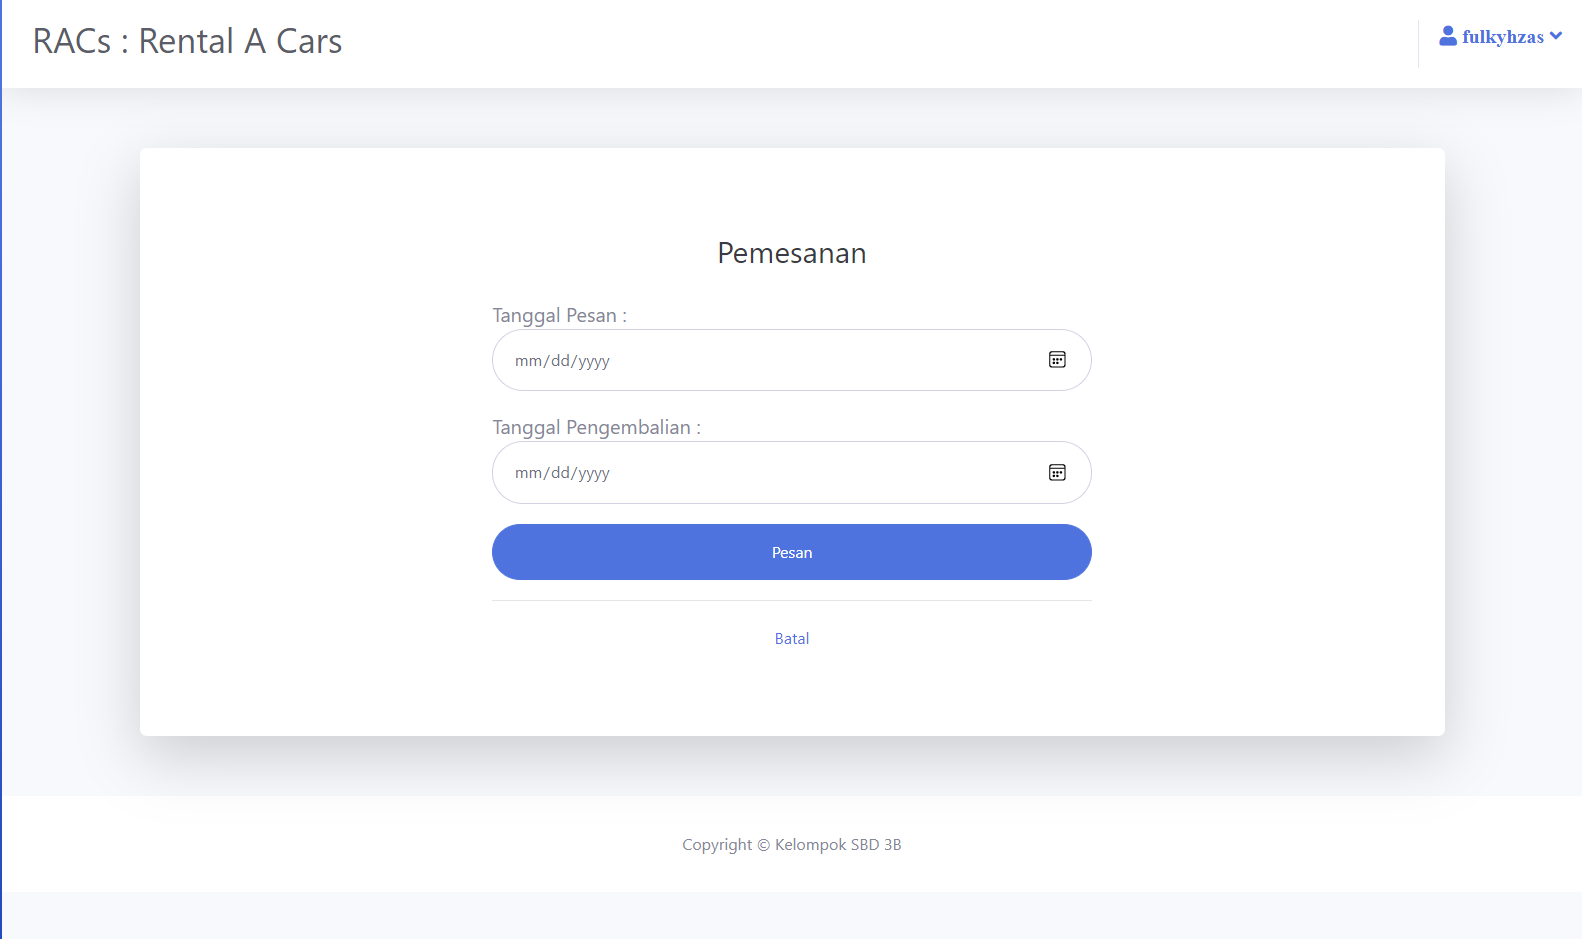 RACs : Rental A Cars
fulkyhzas
Pemesanan
Tanggal Pesan :
mm/dd/yyyy
Tanggal Pengembalian :
mm/dd/yyyy
Pesan
Batal
Copyright © Kelompok SBD 3B